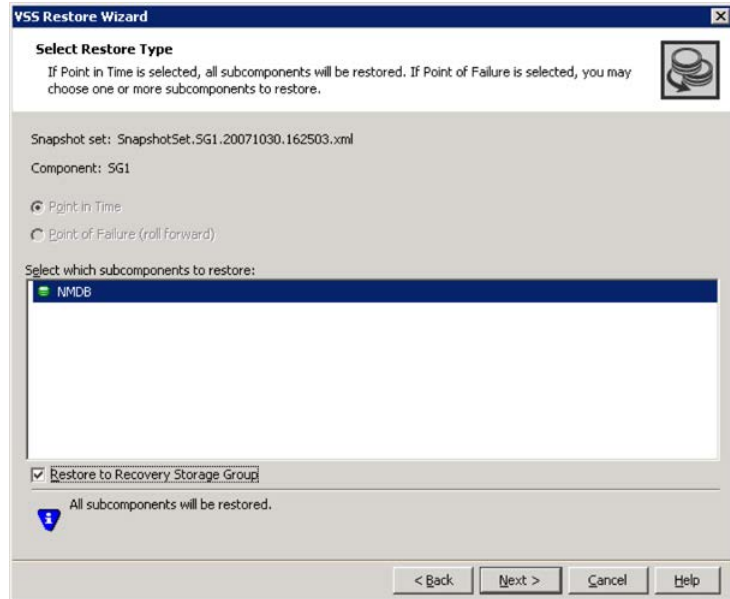 VSS Restore Wizard
Select Restore Type
If Point in Time is selected, all subcomponents will be restored. If Point of Failure is selected, you may
choose one or more subcomponents to restore.
Snapshot set: SnapshotSet.SG1.20071030.162503.xml
Component: SG1
Point in Time
Point of Failure (roll forward)
Select which subcomponents to restore:
NMDB
Restore to Recovery Storage Group
All subcomponents will be restored.
< Back
Next >
Cancel
Help